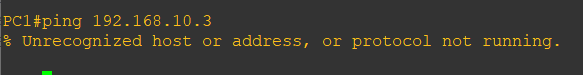 PC1#ping 192.168.10.3
% Unrecognized host or address, or protocol not running.